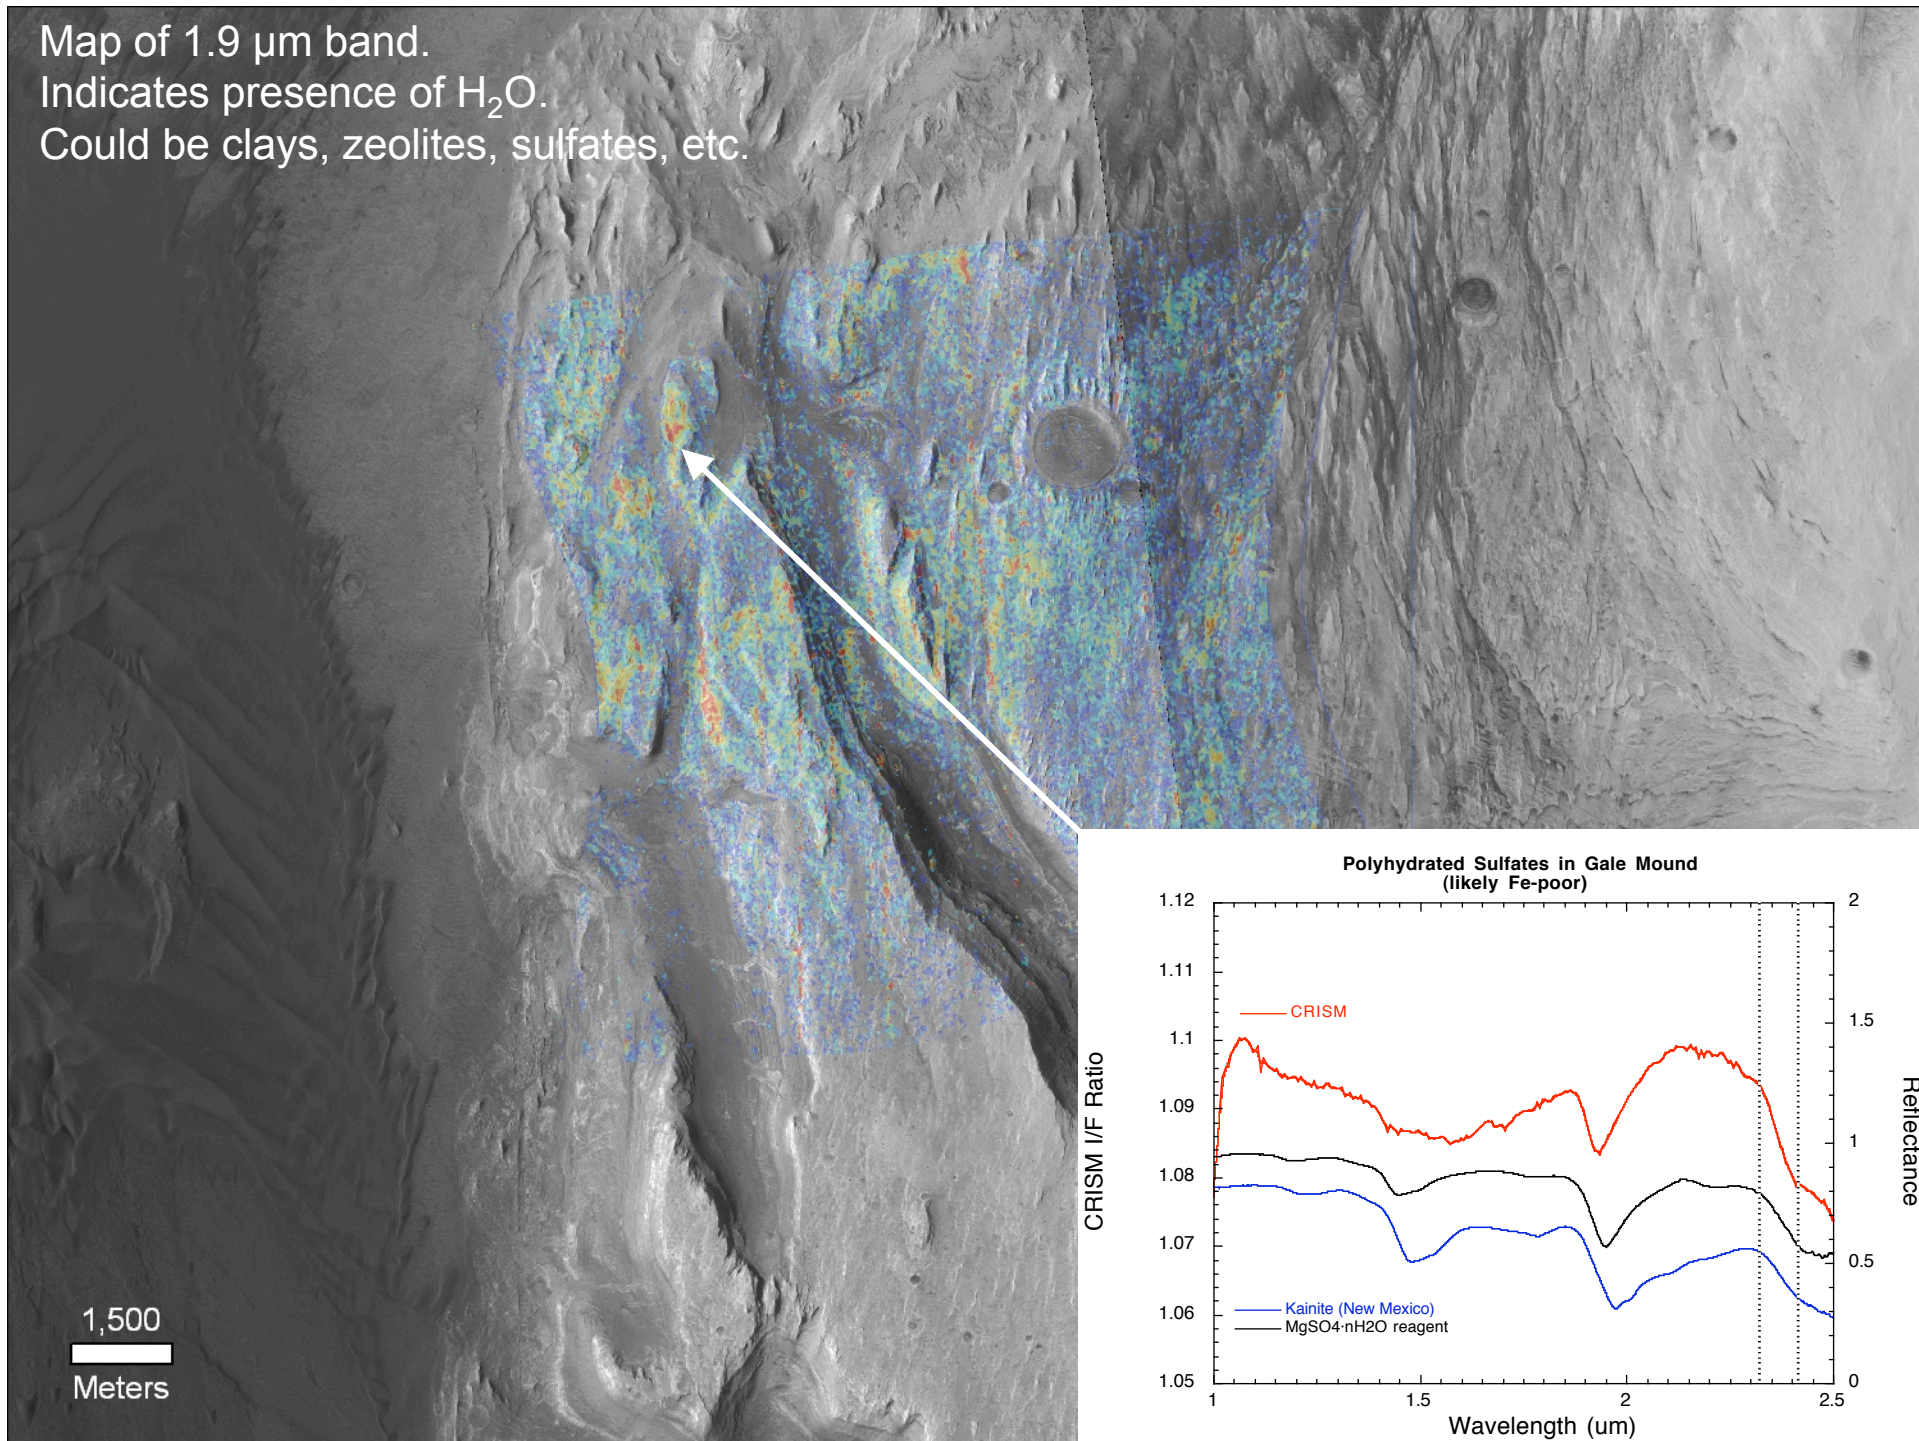 Map of 1.9 µm band.
Indicates presence of H₂O.
Could be clays, zeolites, sulfates, etc.
1,500
Meters
Polyhydrated Sulfates in Gale Mound
(likely Fe-poor)
1.12
1.11
1.1
1.09
1.08
1.07
1.06
1.05
CRISM I/F Ratio
2
1.5
1
0.5
0
Reflectance
CRISM
Kainite (New Mexico)
MgSO4·nH2O reagent
1
1.5
2
2.5
Wavelength (um)